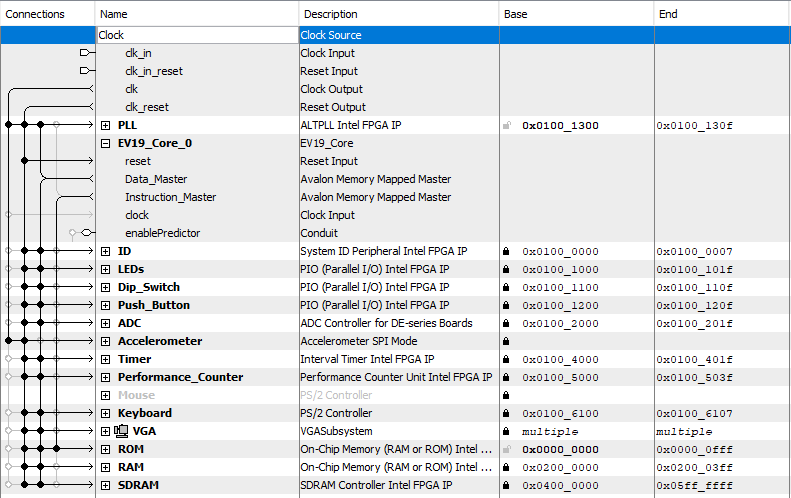 Connections Name Description Base End
Clock Clock Source
clk_in Clock Input
clk_in_reset Reset Input
clk Clock Output
clk_reset Reset Output
PLL ALTPLL Intel FPGA IP 0x0100_1300 0x0100_130f
EV19_Core_0 EV19_Core
reset Reset Input
Data_Master Avalon Memory Mapped Master
Instruction_Master Avalon Memory Mapped Master
clock Clock Input
enablePredictor Conduit
ID System ID Peripheral Intel FPGA IP 0x0100_0000 0x0100_0007
LEDs PIO (Parallel I/O) Intel FPGA IP 0x0100_1000 0x0100_101f
Dip_Switch PIO (Parallel I/O) Intel FPGA IP 0x0100_1100 0x0100_110f
Push_Button PIO (Parallel I/O) Intel FPGA IP 0x0100_1200 0x0100_120f
ADC ADC Controller for DE-series Boards 0x0100_2000 0x0100_201f
Accelerometer Accelerometer SPI Mode
Timer Interval Timer Intel FPGA IP 0x0100_4000 0x0100_401f
Performance_Counter Performance Counter Unit Intel FPGA IP 0x0100_5000 0x0100_503f
Mouse PS/2 Controller
Keyboard PS/2 Controller 0x0100_6100 0x0100_6107
VGA VGASubsystem multiple multiple
ROM On-Chip Memory (RAM or ROM) Intel ... 0x0000_0000 0x0000_0fff
RAM On-Chip Memory (RAM or ROM) Intel ... 0x0200_0000 0x0200_03ff
SDRAM SDRAM Controller Intel FPGA IP 0x0400_0000 0x05ff_ffff